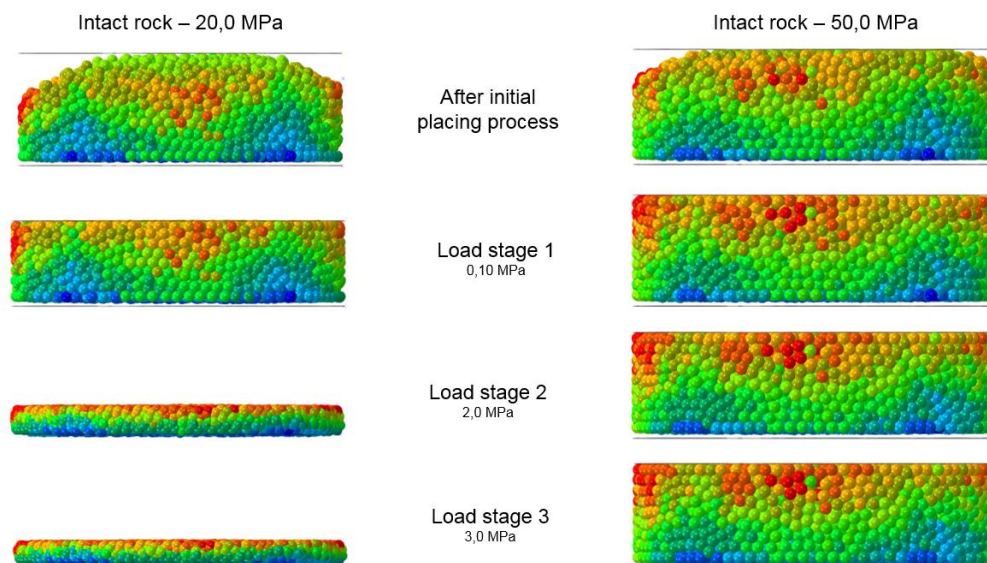 Intact rock – 20,0 MPa
Intact rock – 50,0 MPa
After initial
placing process
Load stage 1
0,10 MPa
Load stage 2
2,0 MPa
Load stage 3
3,0 MPa